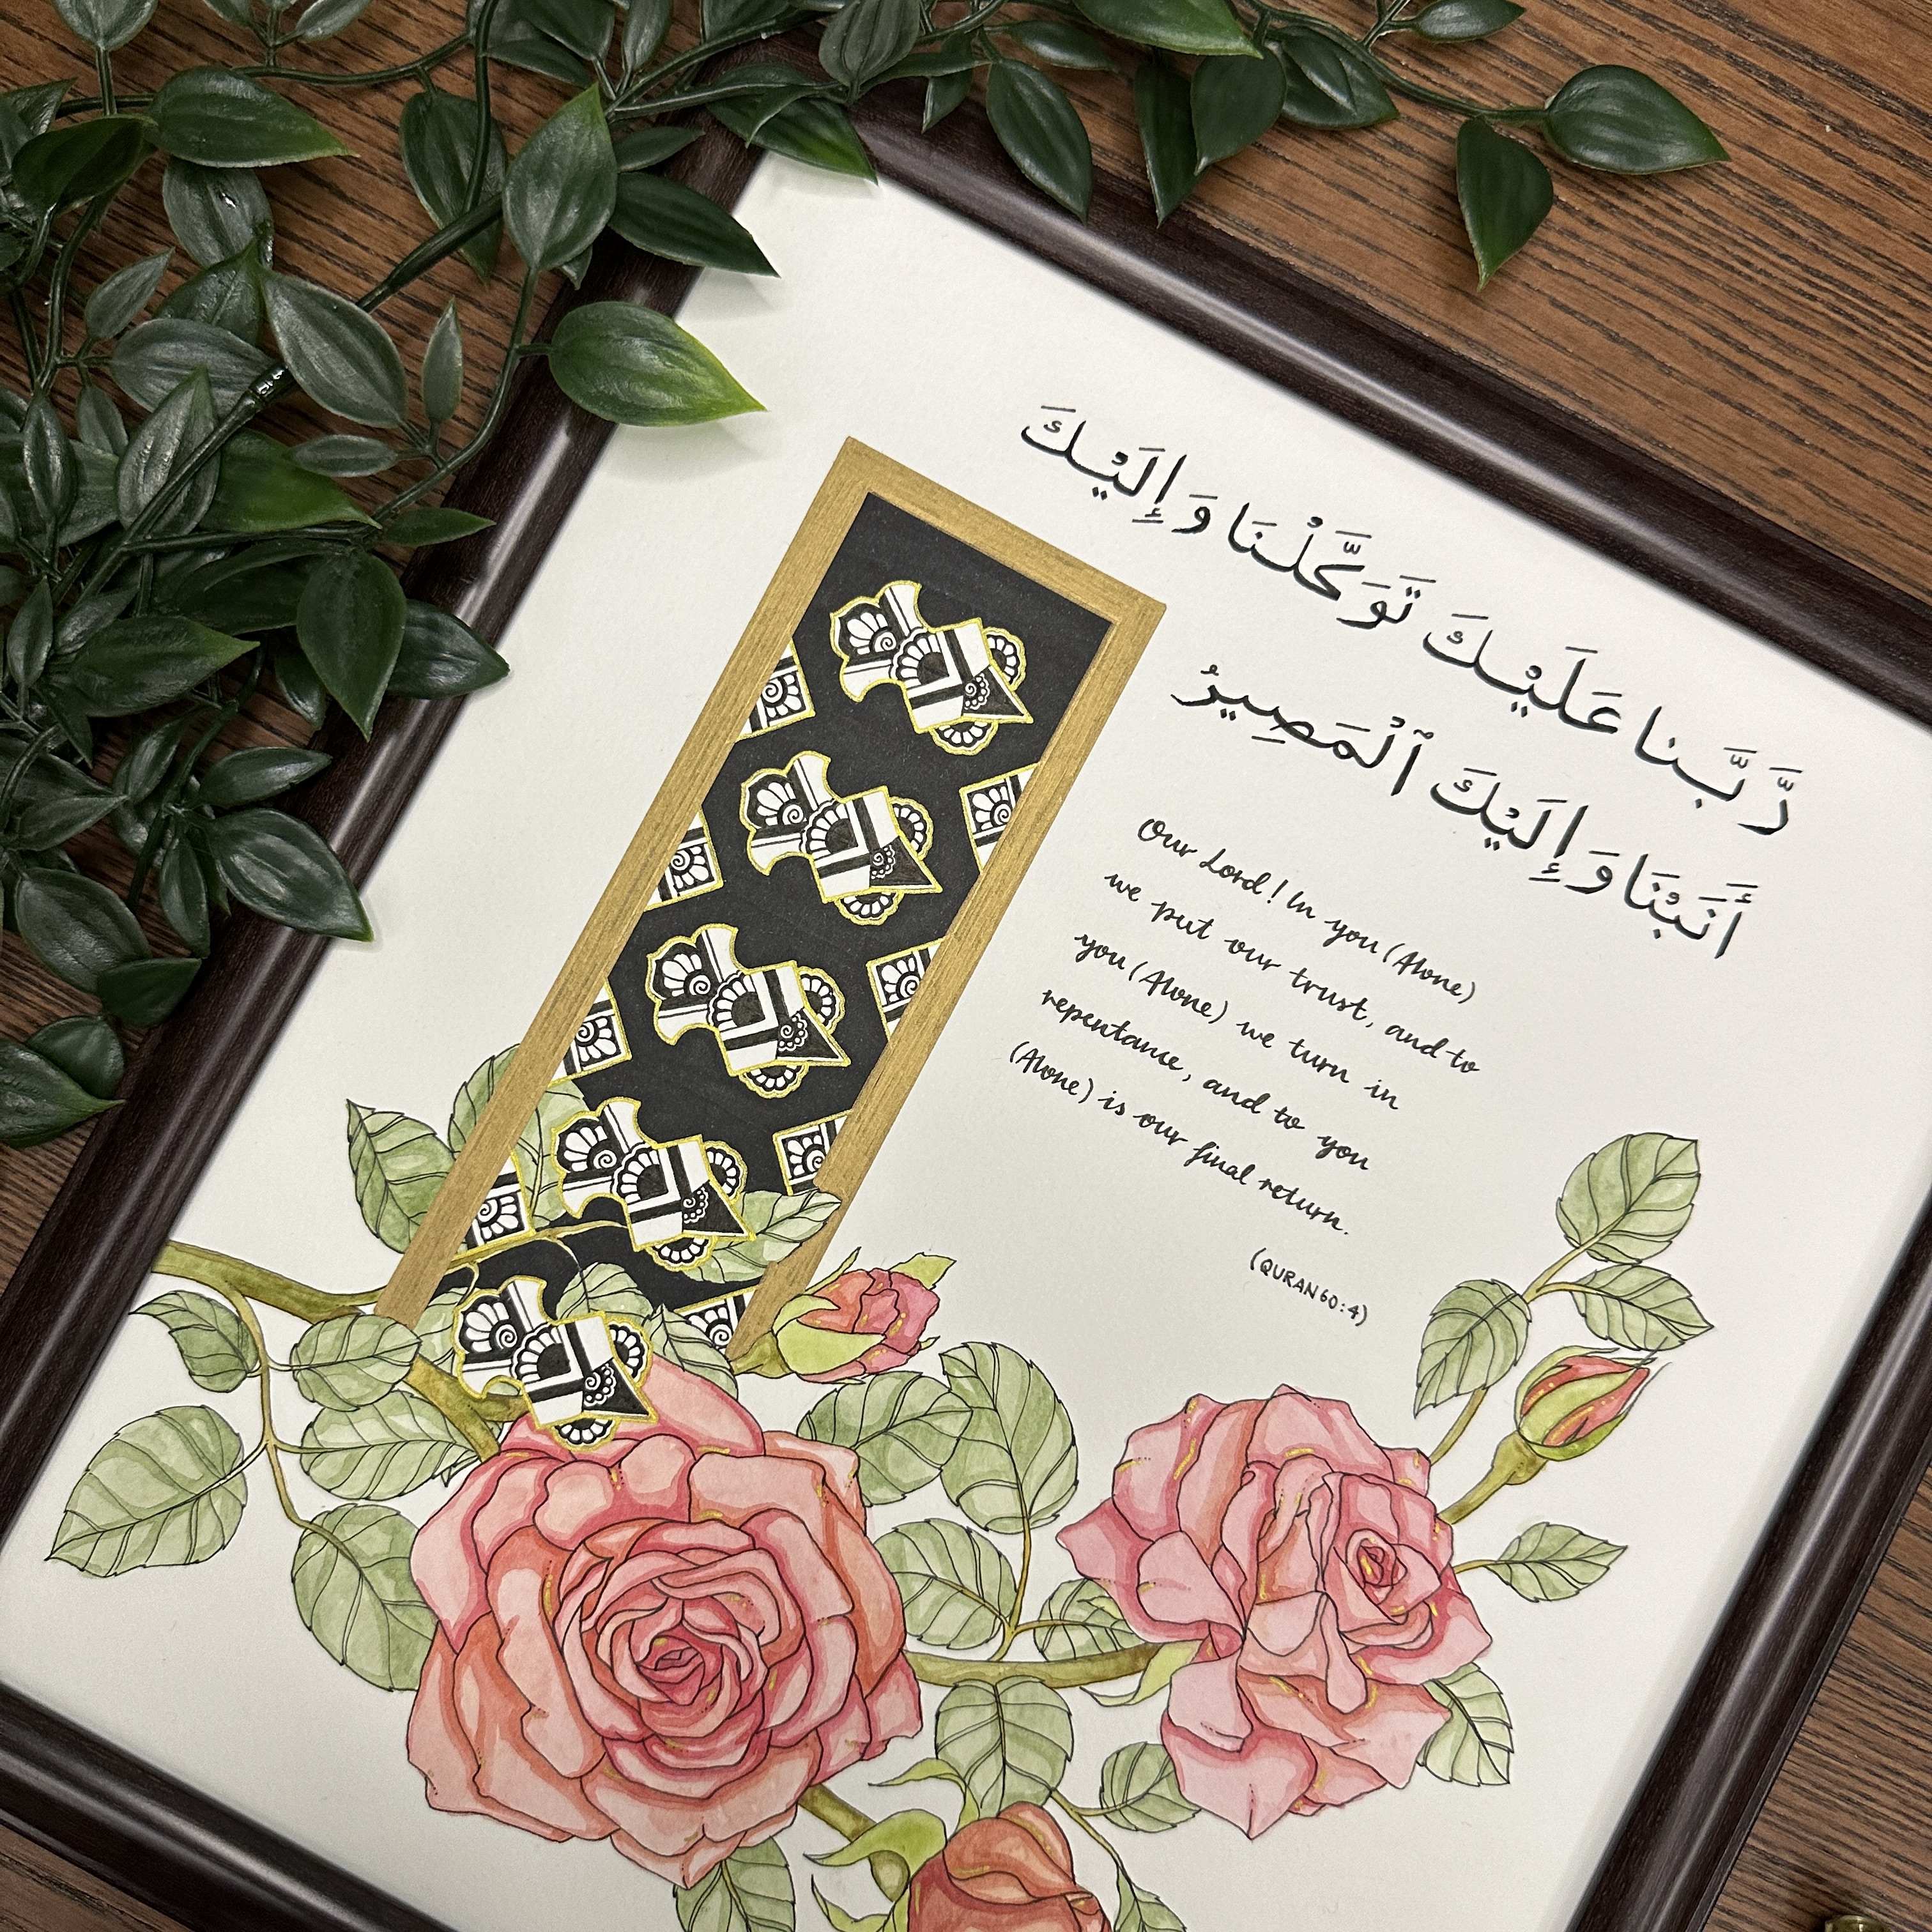 رَّبَّنَا عَلَيْكَ تَوَكَّلْنَا وَإِلَيْكَ
أَنَبْنَا وَإِلَيْكَ ٱلْمَصِيرُ
Our Lord! In you (Alone)
we put our trust, and to
you (Alone) we turn in
repentance, and to you
(Alone) is our final return.
(QURAN 60:4)